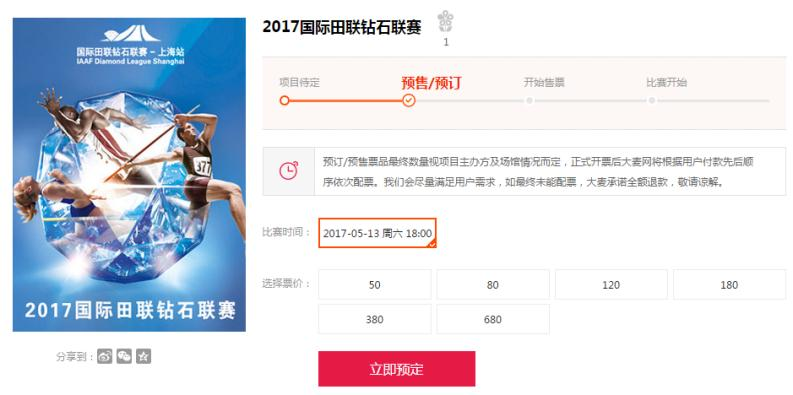 国际田联钻石联赛-上海站
IAAF Diamond League Shanghai
377
2017国际田联钻石联赛
分享到：
2017国际田联钻石联赛
1
项目待定
预售/预订
开始售票
比赛开始
预订/预售票品最终数量视项目主办方及场馆情况而定，正式开票后大麦网将根据用户付款先后顺
序依次配票。我们会尽量满足用户需求，如最终未能配票，大麦承诺全额退款，敬请谅解。
比赛时间：
2017-05-13 周六 18:00
选择票价：
50
80
120
180
380
680
立即预定